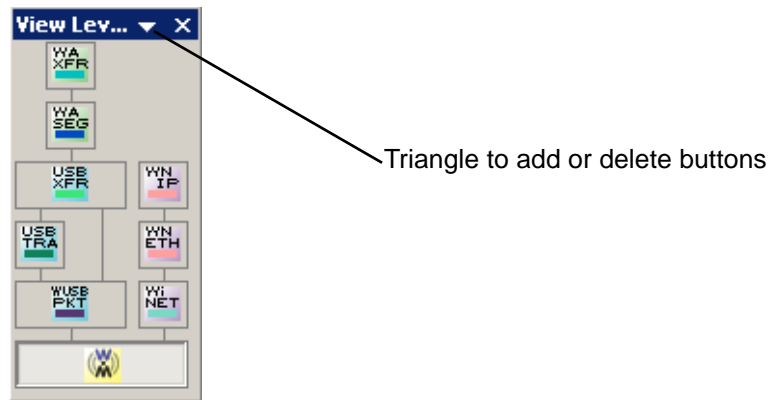 View Lev...
Triangle to add or delete buttons
WA
XFR
WA
SEG
USB
XFR
WN
IP
USB
TRA
WN
ETH
WUSB
PKT
Wi
NET
WM